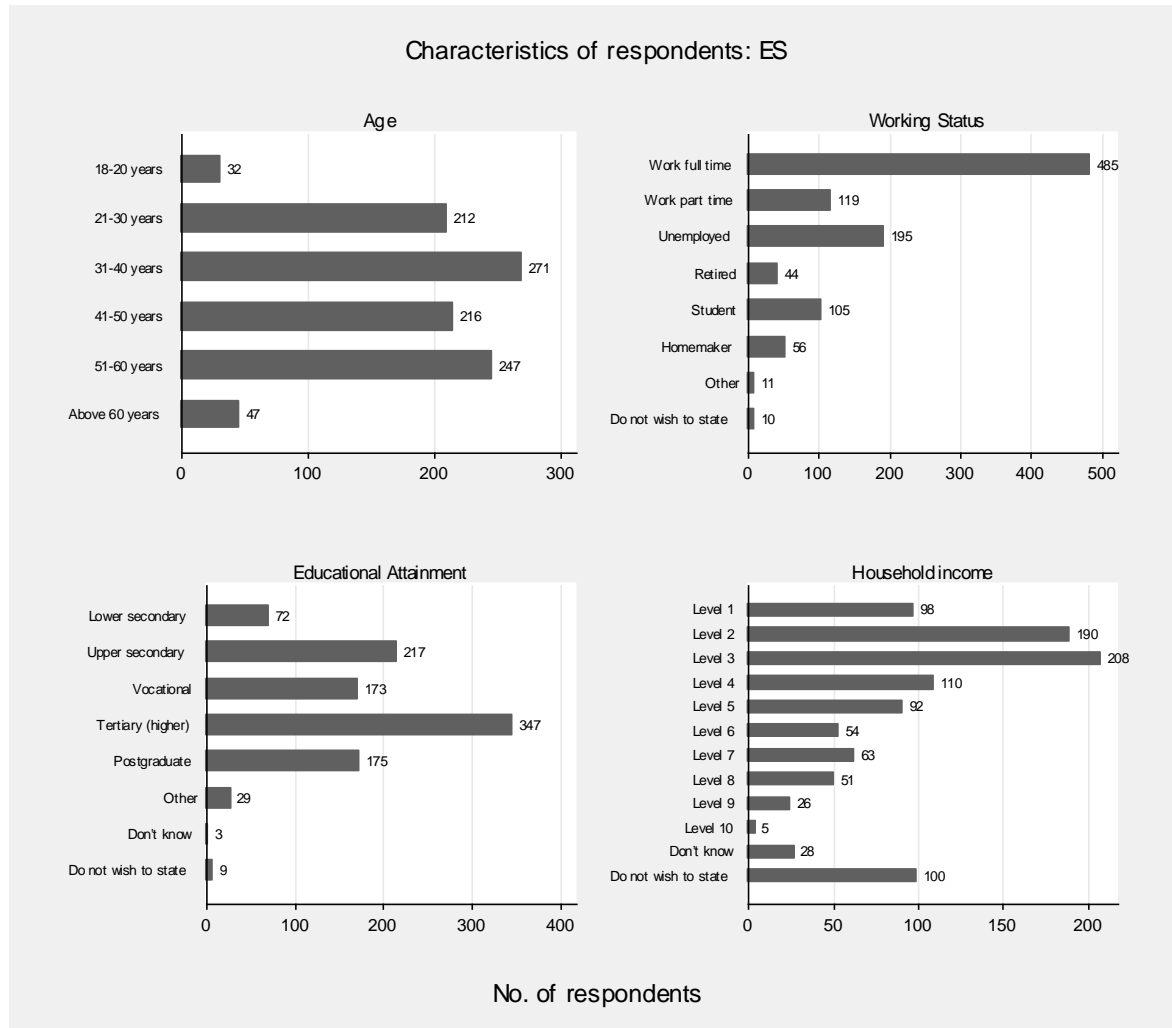 Characteristics of respondents: ES
Age
18-20 years 32
21-30 years 212
31-40 years 271
41-50 years 216
51-60 years 247
Above 60 years 47
0 100 200 300
Working Status
Work full time 485
Work part time 119
Unemployed 195
Retired 44
Student 105
Homemaker 56
Other 11
Do not wish to state 10
0 100 200 300 400 500
Educational Attainment
Lower secondary 72
Upper secondary 217
Vocational 173
Tertiary (higher) 347
Postgraduate 175
Other 29
Don't know 3
Do not wish to state 9
0 100 200 300 400
Household income
Level 1 98
Level 2 190
Level 3 208
Level 4 110
Level 5 92
Level 6 54
Level 7 63
Level 8 51
Level 9 26
Level 10 5
Don't know 28
Do not wish to state 100
0 50 100 150 200
No. of respondents